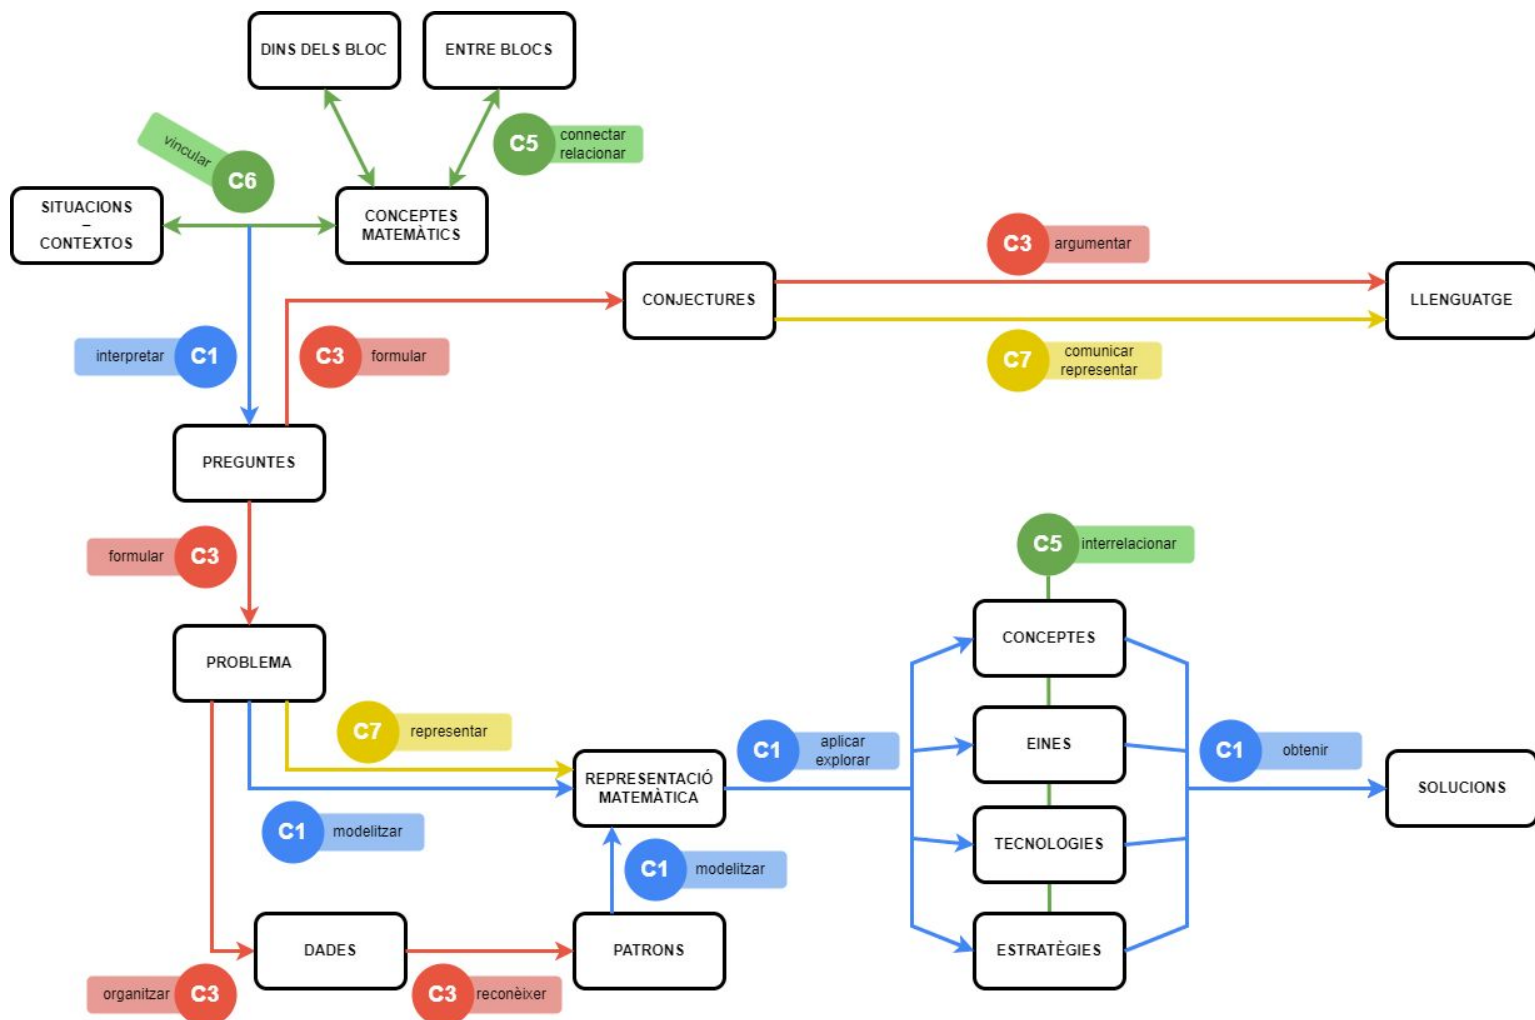 DINS DELS BLOC
ENTRE BLOCS
vincular
C6
C5
connectar
relacionar
SITUACIONS
–
CONTEXTOS
CONCEPTES
MATEMÀTICS
C3
argumentar
CONJECTURES
LLENGUATGE
interpretar
C1
C3
formular
C7
comunicar
representar
PREGUNTES
formular
C3
C5
interrelacionar
CONCEPTES
PROBLEMA
C7
representar
C1
aplicar
explorar
EINES
C1
obtenir
REPRESENTACIÓ
MATEMÀTICA
SOLUCIONS
C1
modelitzar
TECNOLOGIES
C1
modelitzar
DADES
PATRONS
ESTRATÈGIES
organitzar
C3
C3
reconèixer